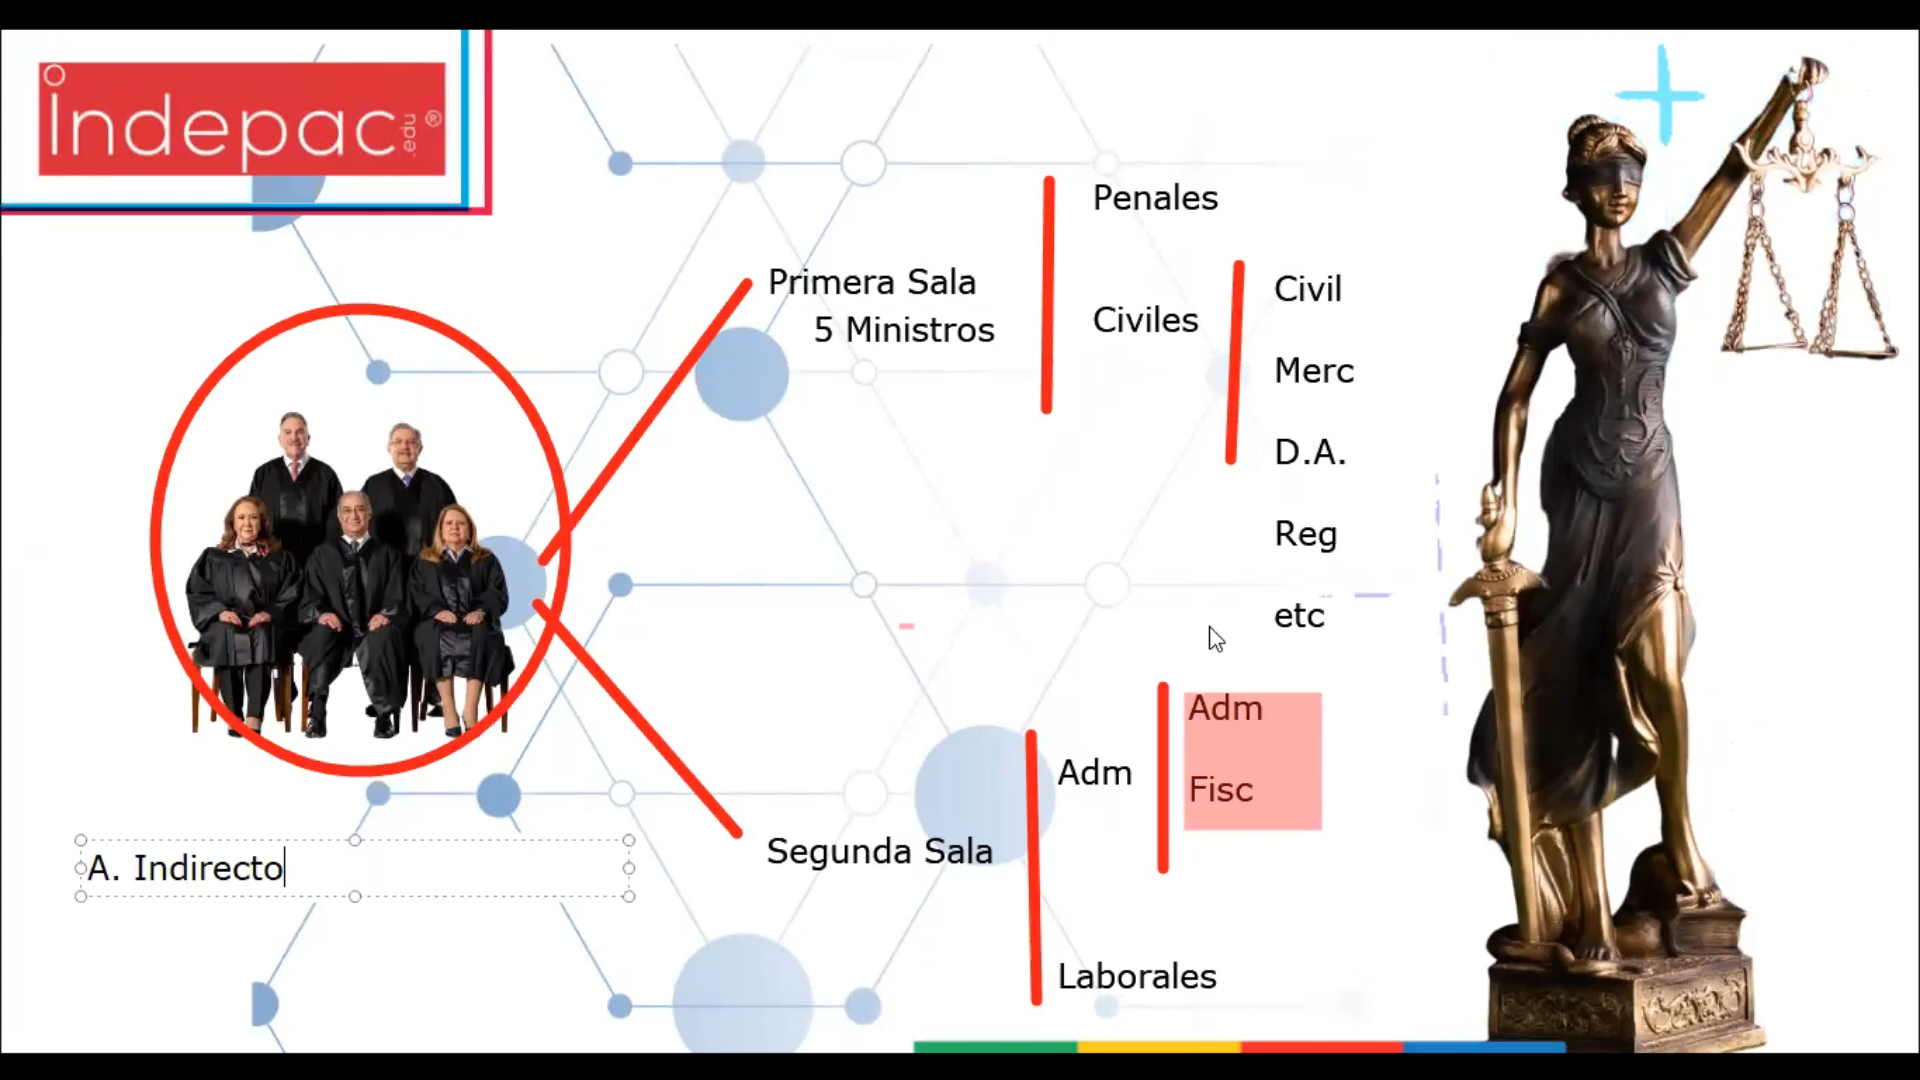 indepac.edu®
Penales
Primera Sala
5 Ministros
Civiles
Civil
Merc
D.A.
Reg
etc
Adm
Adm
Fisc
Segunda Sala
A. Indirecto
Laborales